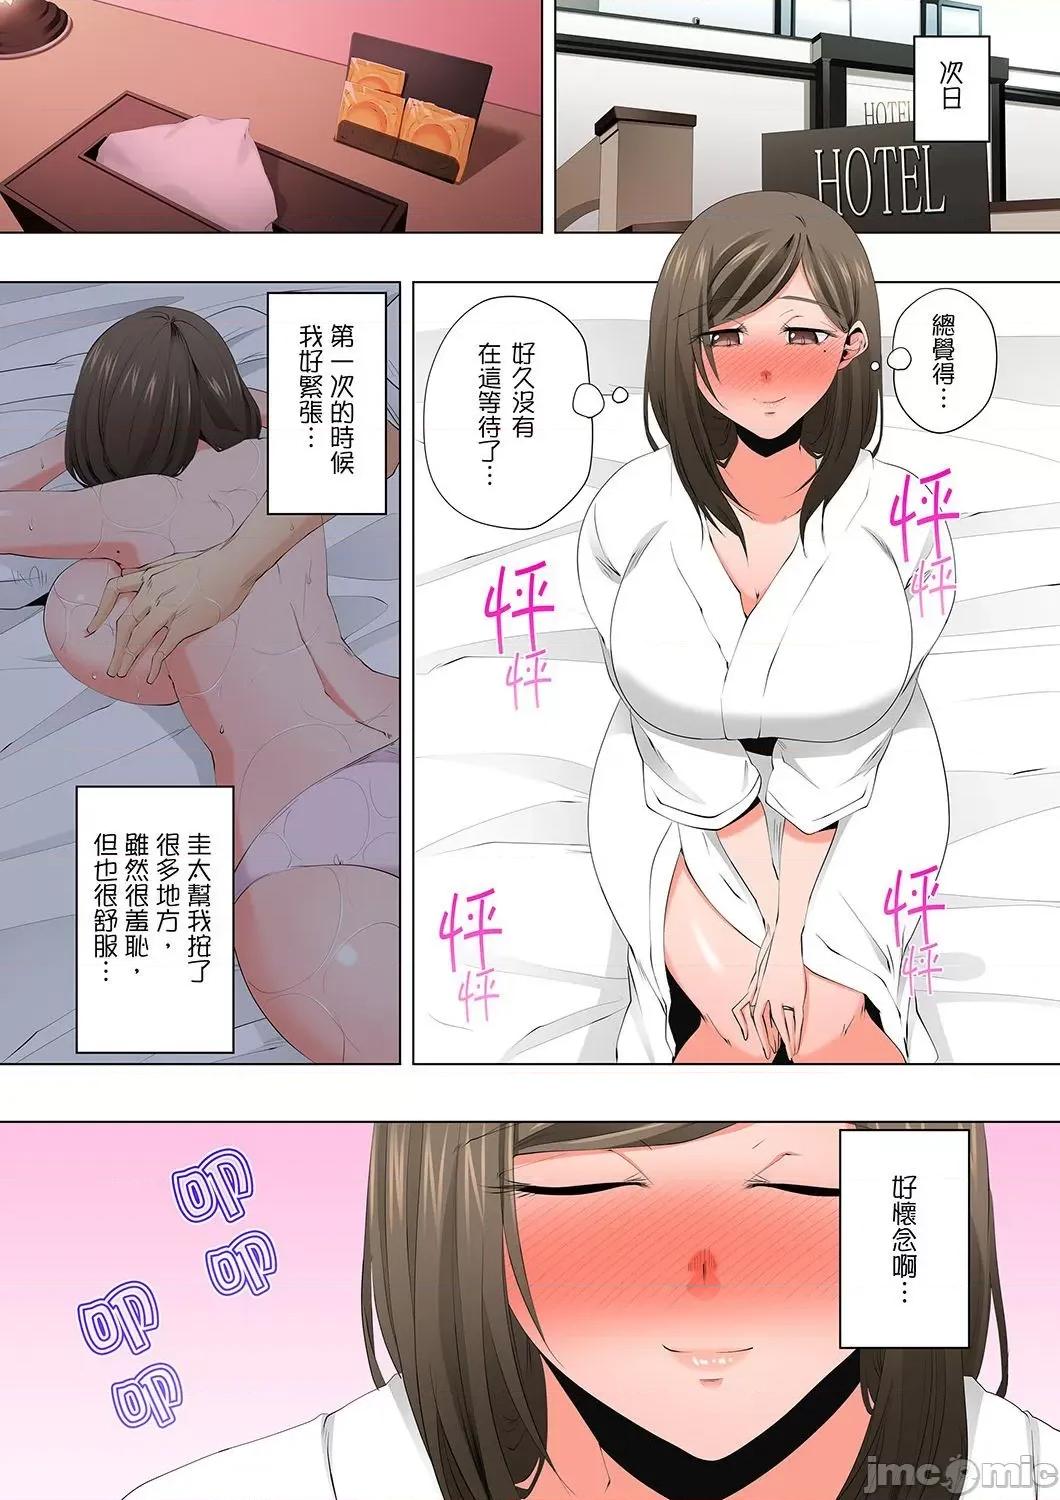 次日
HOTEL
HOTEL
總覺得…
好久沒有
在這等待了…
怦
怦
怦
怦
怦
怦
怦
怦
第一次的時候
我好緊張…
圭太幫我按了
很多地方，
雖然很羞恥，
但也很舒服…
好懷念啊…
叩
叩
叩
叩
jmcomic